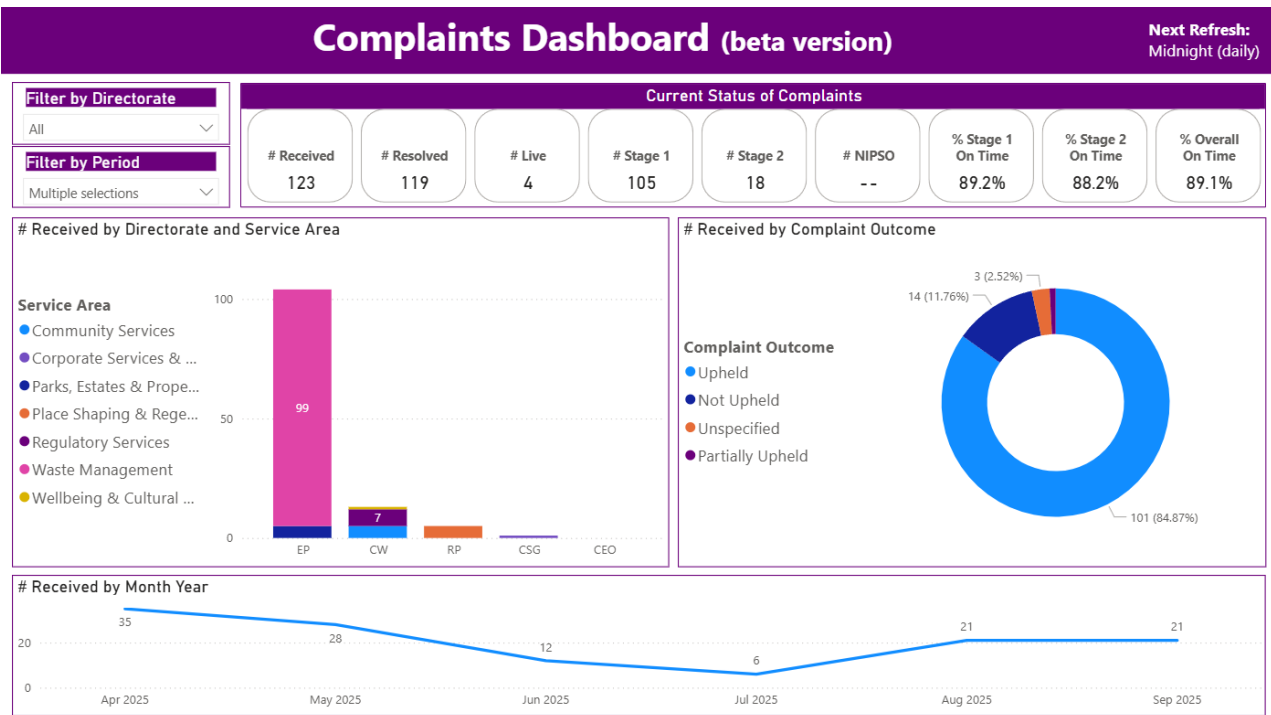 Complaints Dashboard (beta version)
Next Refresh:
Midnight (daily)
Filter by Directorate
All
Filter by Period
Multiple selections
Current Status of Complaints
# Received
123
# Resolved
119
# Live
4
# Stage 1
105
# Stage 2
18
# NIPSO
--
% Stage 1
On Time
89.2%
% Stage 2
On Time
88.2%
% Overall
On Time
89.1%
# Received by Directorate and Service Area
Service Area
Community Services
Corporate Services & ...
Parks, Estates & Prope...
Place Shaping & Rege...
Regulatory Services
Waste Management
Wellbeing & Cultural ...
100
50
0
99
7
EP
CW
RP
CSG
CEO
# Received by Complaint Outcome
Complaint Outcome
Upheld
Not Upheld
Unspecified
Partially Upheld
3 (2.52%)
14 (11.76%)
101 (84.87%)
# Received by Month Year
20
0
35
28
12
6
21
21
Apr 2025
May 2025
Jun 2025
Jul 2025
Aug 2025
Sep 2025